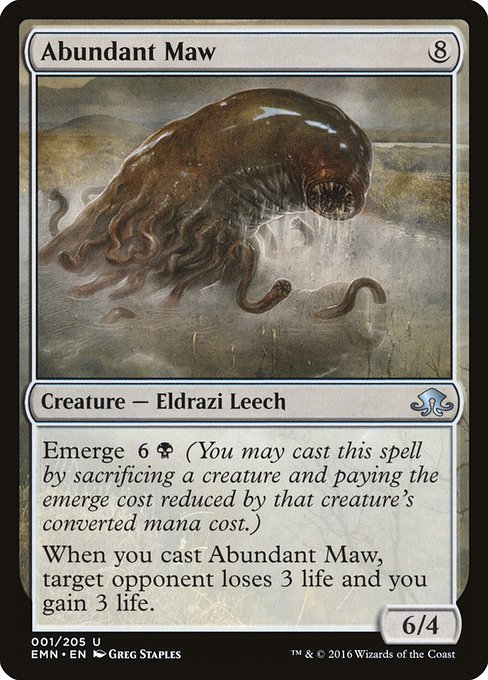 Abundant Maw 8
Creature — Eldrazi Leech
Emerge 6 (You may cast this spell
by sacrificing a creature and paying the
emerge cost reduced by that creature's
converted mana cost.)
When you cast Abundant Maw,
target opponent loses 3 life and you
gain 3 life.
6/4
001/205 U
EMN • EN Greg Staples
™ & © 2016 Wizards of the Coast